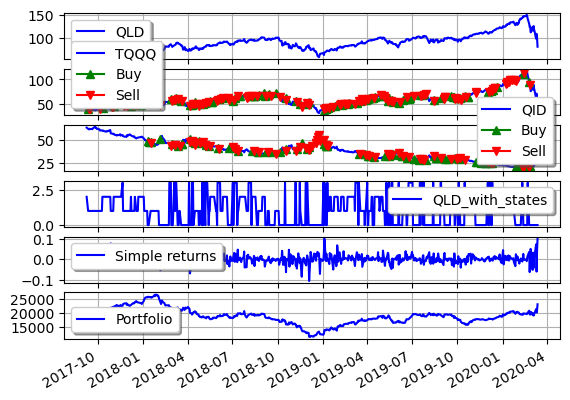 150
100
QLD
TQQQ
Buy
Sell
100
50
QID
Buy
Sell
50
25
2.5
0.0
QLD_with_states
0.1
0.0
−0.1
Simple returns
25000
20000
15000
Portfolio
2017-10
2018-01
2018-04
2018-07
2018-10
2019-01
2019-04
2019-07
2019-10
2020-01
2020-04